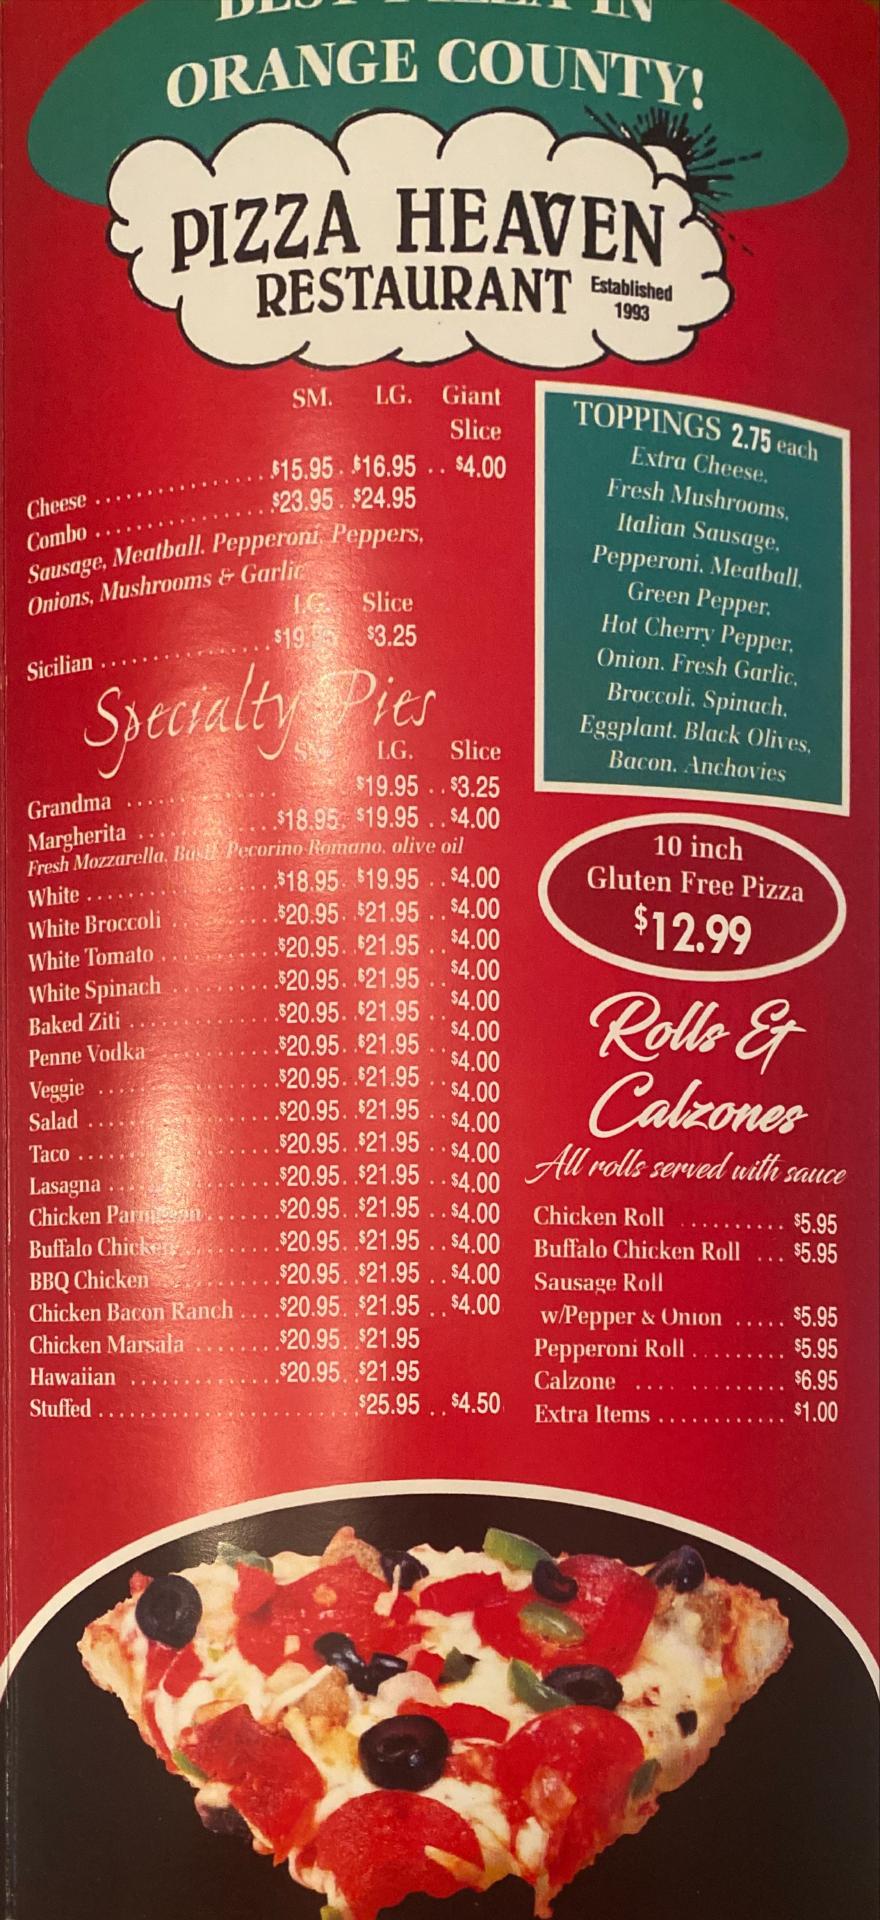 BEST PIZZA IN
ORANGE COUNTY!
PIZZA HEAVEN
RESTAURANT
Established
1993
SM. LG. Giant
Slice
Cheese .................... $15.95 . $16.95 .. $4.00
Combo .................... $23.95 .. $24.95
Sausage, Meatball. Pepperoni, Peppers,
Onions, Mushrooms & Garlic
LG. Slice
Sicilian .................... $3.25
Specialty Pies
SM. LG. Slice
Grandma .................... $19.95 .. $3.25
Margherita .................... $18.95. $19.95 .. $4.00
Fresh Mozzarella, Basil, Pecorino Romano, olive oil
White .................... $18.95. $19.95 .. $4.00
White Broccoli .................... $20.95. $21.95 .. $4.00
White Tomato .................... $20.95. $21.95 .. $4.00
White Spinach .................... $20.95. $21.95 .. $4.00
Baked Ziti .................... $20.95. $21.95 .. $4.00
Penne Vodka .................... $20.95. $21.95 .. $4.00
Veggie .................... $20.95. $21.95 .. $4.00
Salad .................... $20.95. $21.95 .. $4.00
Taco .................... $20.95. $21.95 .. $4.00
Lasagna .................... $20.95. $21.95 .. $4.00
Chicken Parmesan .................... $20.95. $21.95 .. $4.00
Buffalo Chicken .................... $20.95. $21.95 .. $4.00
BBQ Chicken .................... $20.95. $21.95 .. $4.00
Chicken Bacon Ranch .... $20.95. $21.95 .. $4.00
Chicken Marsala ........ $20.95. $21.95
Hawaiian .................... $20.95. $21.95
Stuffed .................... $25.95 .. $4.50
TOPPINGS 2.75 each
Extra Cheese.
Fresh Mushrooms,
Italian Sausage,
Pepperoni. Meatball,
Green Pepper,
Hot Cherry Pepper,
Onion. Fresh Garlic,
Broccoli. Spinach,
Eggplant. Black Olives,
Bacon. Anchovies
10 inch
Gluten Free Pizza
$12.99
Rolls &
Calzones
All rolls served with sauce
Chicken Roll .......... $5.95
Buffalo Chicken Roll ... $5.95
Sausage Roll
w/Pepper & Onion ..... $5.95
Pepperoni Roll ......... $5.95
Calzone .............. $6.95
Extra Items ........... $1.00